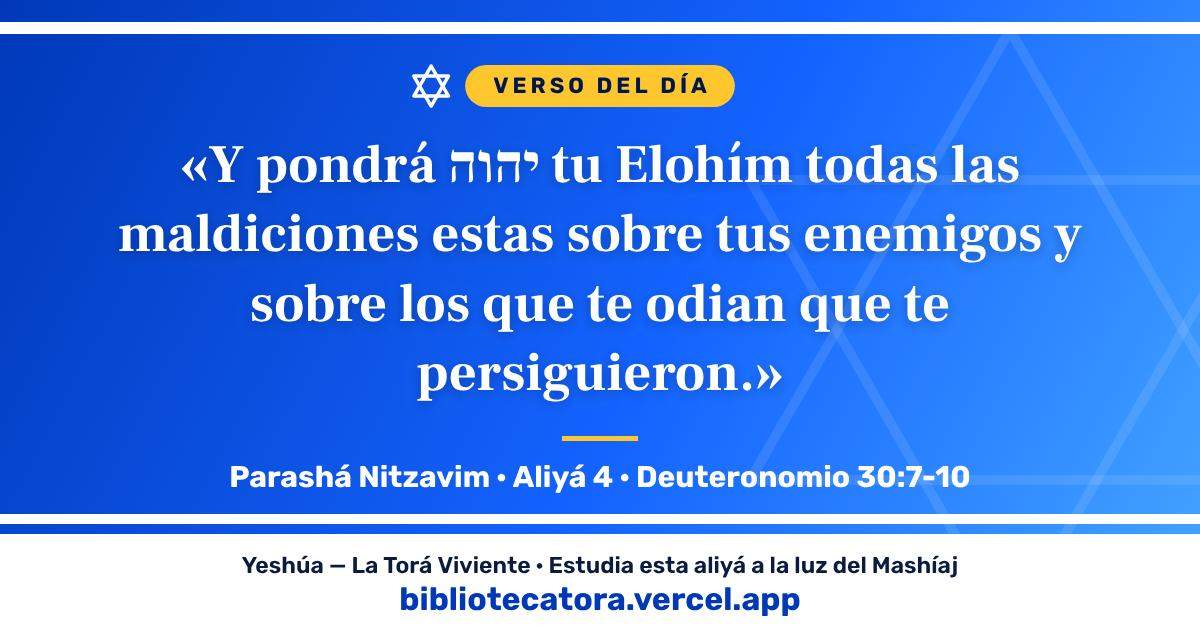 VERSO DEL DÍA
«Y pondrá יהוה tu Elohím todas las
maldiciones estas sobre tus enemigos y
sobre los que te odian que te
persiguieron.»
Parashá Nitzavim • Aliyá 4 • Deuteronomio 30:7-10
Yeshúa — La Torá Viviente • Estudia esta aliyá a la luz del Mashíaj
bibliotecatora.vercel.app